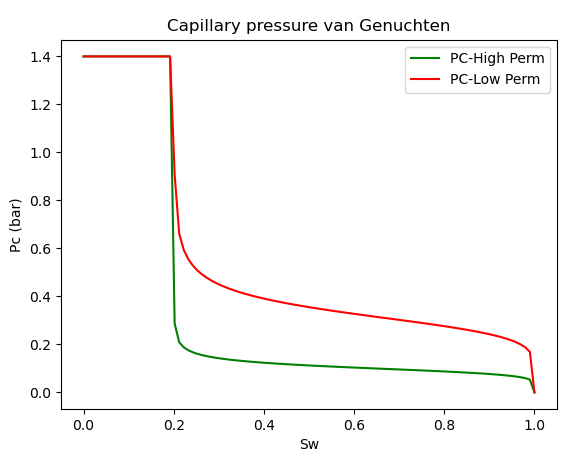 Capillary pressure van Genuchten
PC-High Perm
PC-Low Perm
Pc (bar)
1.4
1.2
1.0
0.8
0.6
0.4
0.2
0.0
0.0 0.2 0.4 0.6 0.8 1.0
Sw